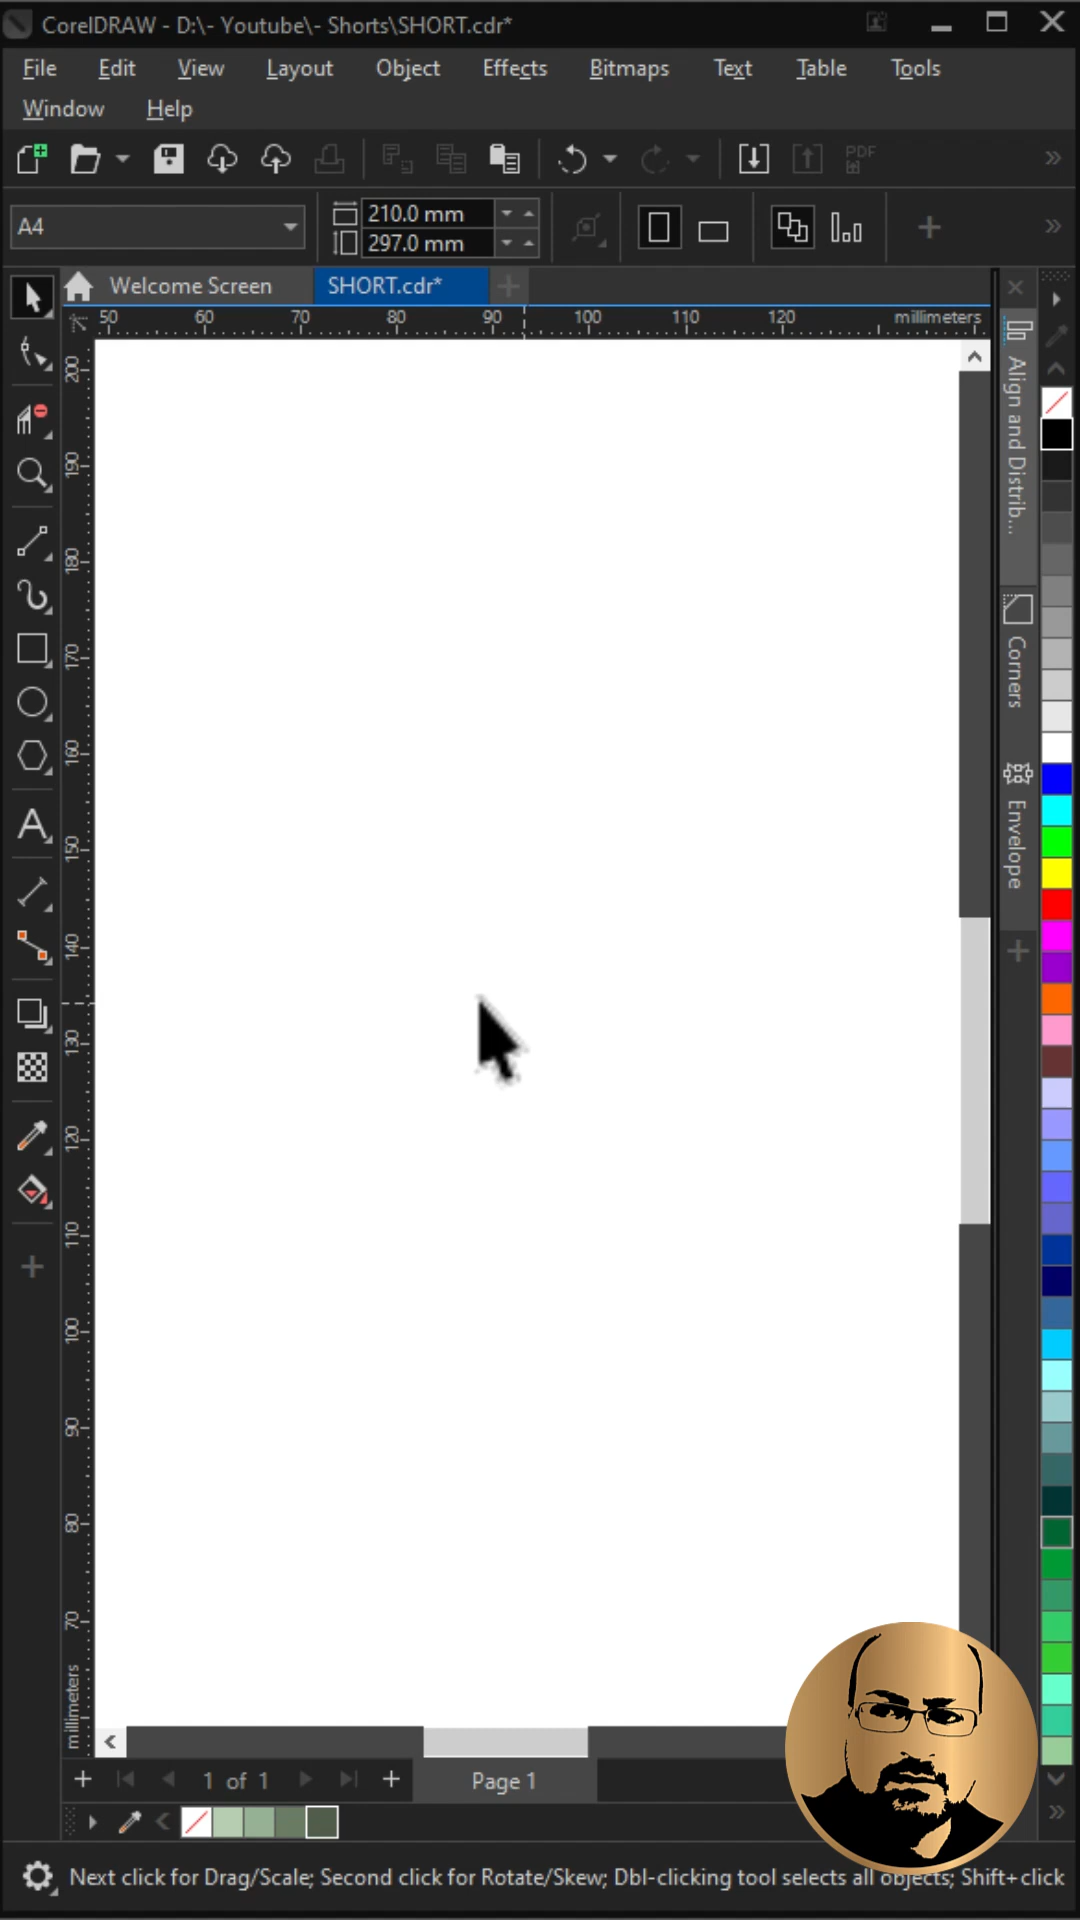 CorelDRAW - D:\- Youtube\- Shorts\SHORT.cdr*
File Edit View Layout Object Effects Bitmaps Text Table Tools
Window Help
PDF
A4
210.0 mm
297.0 mm
Welcome Screen SHORT.cdr*
50 60 70 80 90 100 110 120 millimeters
200
190
180
170
160
150
140
130
120
110
100
90
80
70
millimeters
Align and Distrib...
Corners
Envelope
1 of 1 Page 1
Next click for Drag/Scale; Second click for Rotate/Skew; Dbl-clicking tool selects all objects; Shift+click